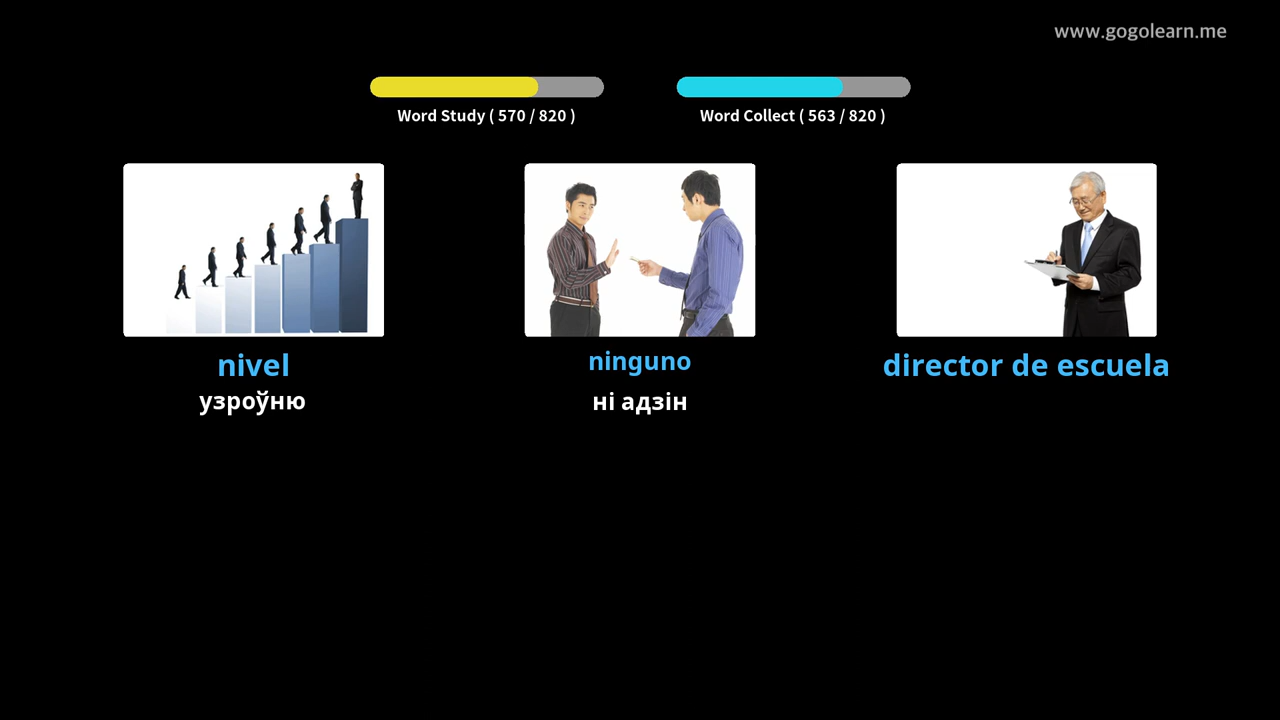 www.gogolearn.me
Word Study ( 570 / 820 )
Word Collect ( 563 / 820 )
nivel
узроўню
ninguno
ні адзін
director de escuela